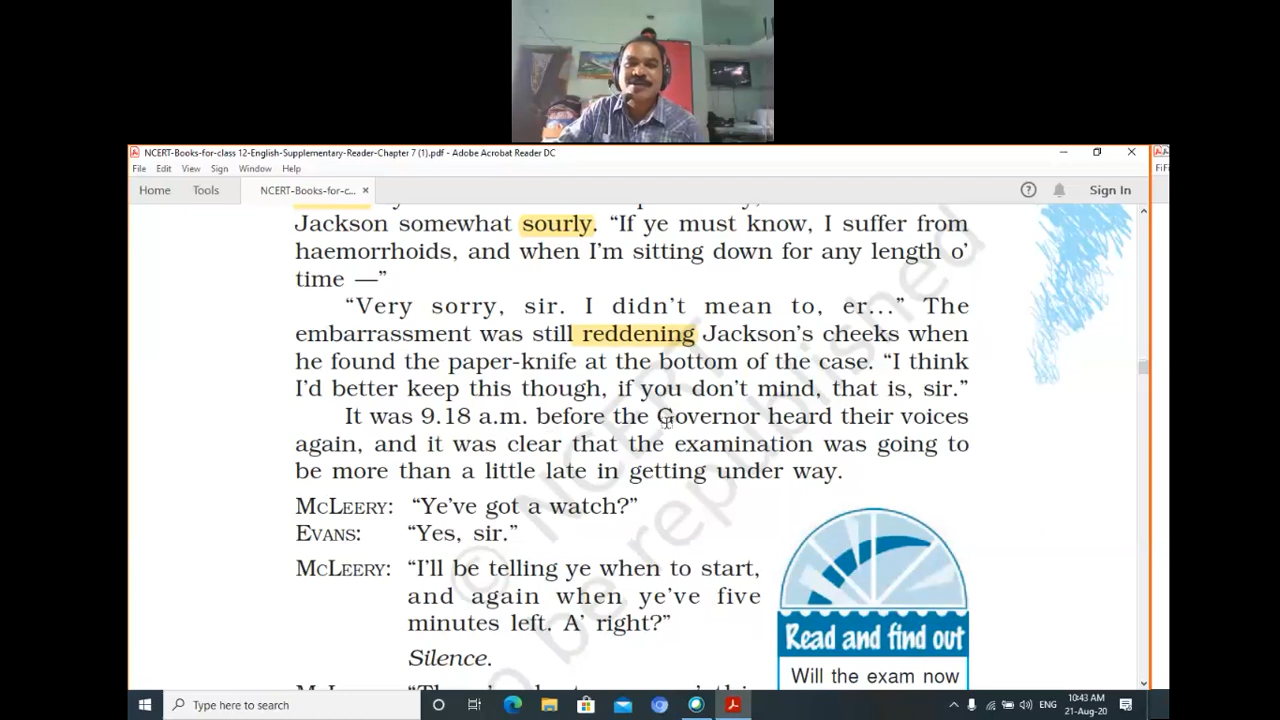 NCERT-Books-for-class 12-English-Supplementary-Reader-Chapter 7 (1).pdf - Adobe Acrobat Reader DC
File Edit View Sign Window Help
Home Tools NCERT-Books-for-c... × Sign In
Jackson somewhat sourly. “If ye must know, I suffer from
haemorrhoids, and when I’m sitting down for any length o’
time —”
“Very sorry, sir. I didn’t mean to, er...” The
embarrassment was still reddening Jackson’s cheeks when
he found the paper-knife at the bottom of the case. “I think
I’d better keep this though, if you don’t mind, that is, sir.”
It was 9.18 a.m. before the Governor heard their voices
again, and it was clear that the examination was going to
be more than a little late in getting under way.
MCLEERY: “Ye’ve got a watch?”
EVANS: “Yes, sir.”
MCLEERY: “I’ll be telling ye when to start,
and again when ye’ve five
minutes left. A’ right?”
Silence.
Read and find out
Will the exam now
© NCERT
be republished
Type here to search
ENG
10:43 AM
21-Aug-20